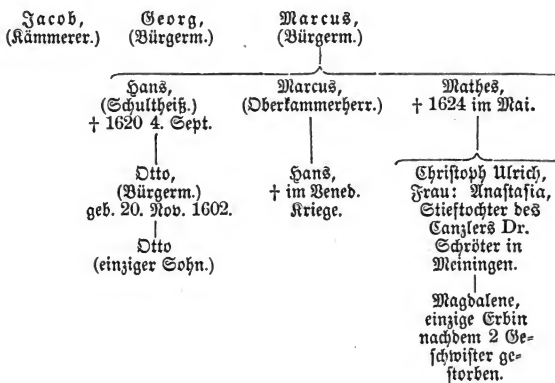 Jacob, Georg, Marcus,
(Kämmerer.) (Bürgerm.) (Bürgerm.)
Hans, Marcus, Mathes,
(Schultheiß.) (Oberkammerherr.) † 1624 im Mai.
† 1620 4. Sept.
Otto, Hans, Christoph Ulrich,
(Bürgerm.) † im Vened. Frau: Anastasia,
geb. 20. Nov. 1602. Kriege. Stieftochter des
Otto Canzlers Dr.
(einziger Sohn.) Schröter in
Meiningen.
Magdalene,
einzige Erbin
nachdem 2 Ge-
schwister ge-
storben.